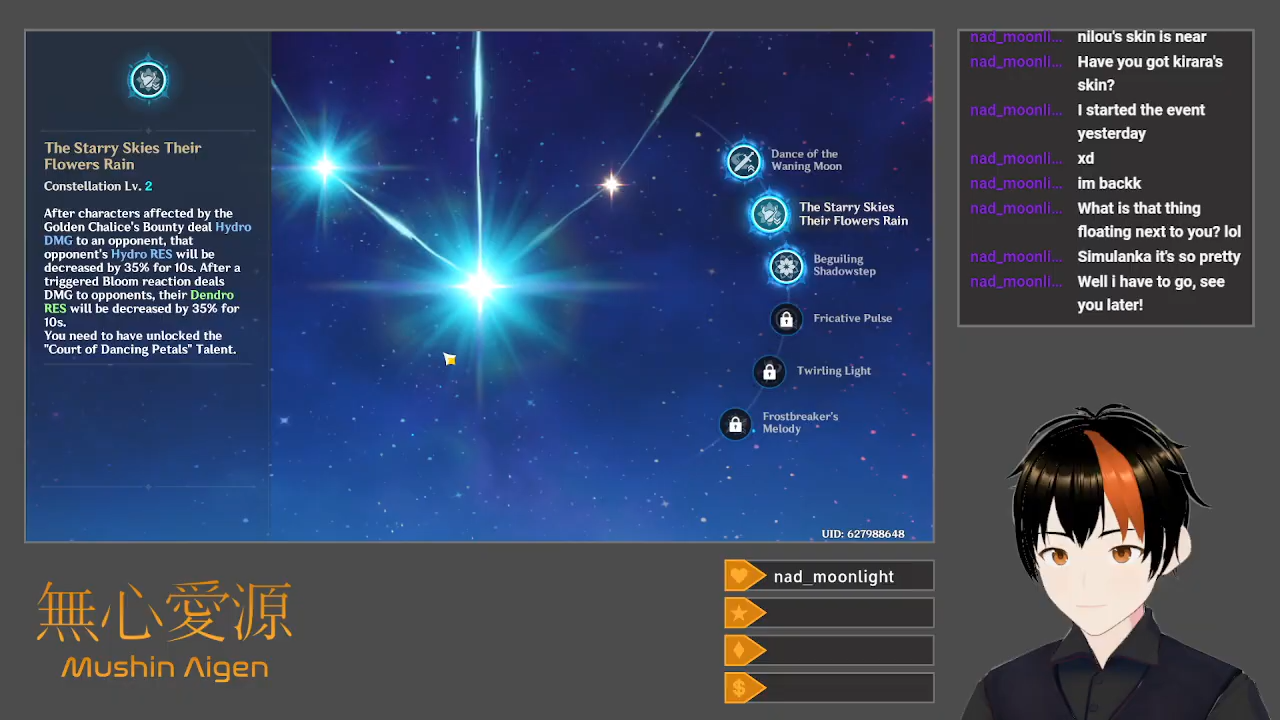 The Starry Skies Their
Flowers Rain
Constellation Lv. 2
After characters affected by the
Golden Chalice's Bounty deal Hydro
DMG to an opponent, that
opponent's Hydro RES will be
decreased by 35% for 10s. After a
triggered Bloom reaction deals
DMG to opponents, their Dendro
RES will be decreased by 35% for
10s.
You need to have unlocked the
"Court of Dancing Petals" Talent.
Dance of the
Waning Moon
The Starry Skies
Their Flowers Rain
Beguiling
Shadowstep
Fricative Pulse
Twirling Light
Frostbreaker's
Melody
UID: 627988648
nad_moonli... nilou's skin is near
nad_moonli... Have you got kirara's
skin?
nad_moonli... I started the event
yesterday
nad_moonli... xd
nad_moonli... im backk
nad_moonli... What is that thing
floating next to you? lol
nad_moonli... Simulanka it's so pretty
nad_moonli... Well i have to go, see
you later!
無心愛源
Mushin Aigen
nad_moonlight
$